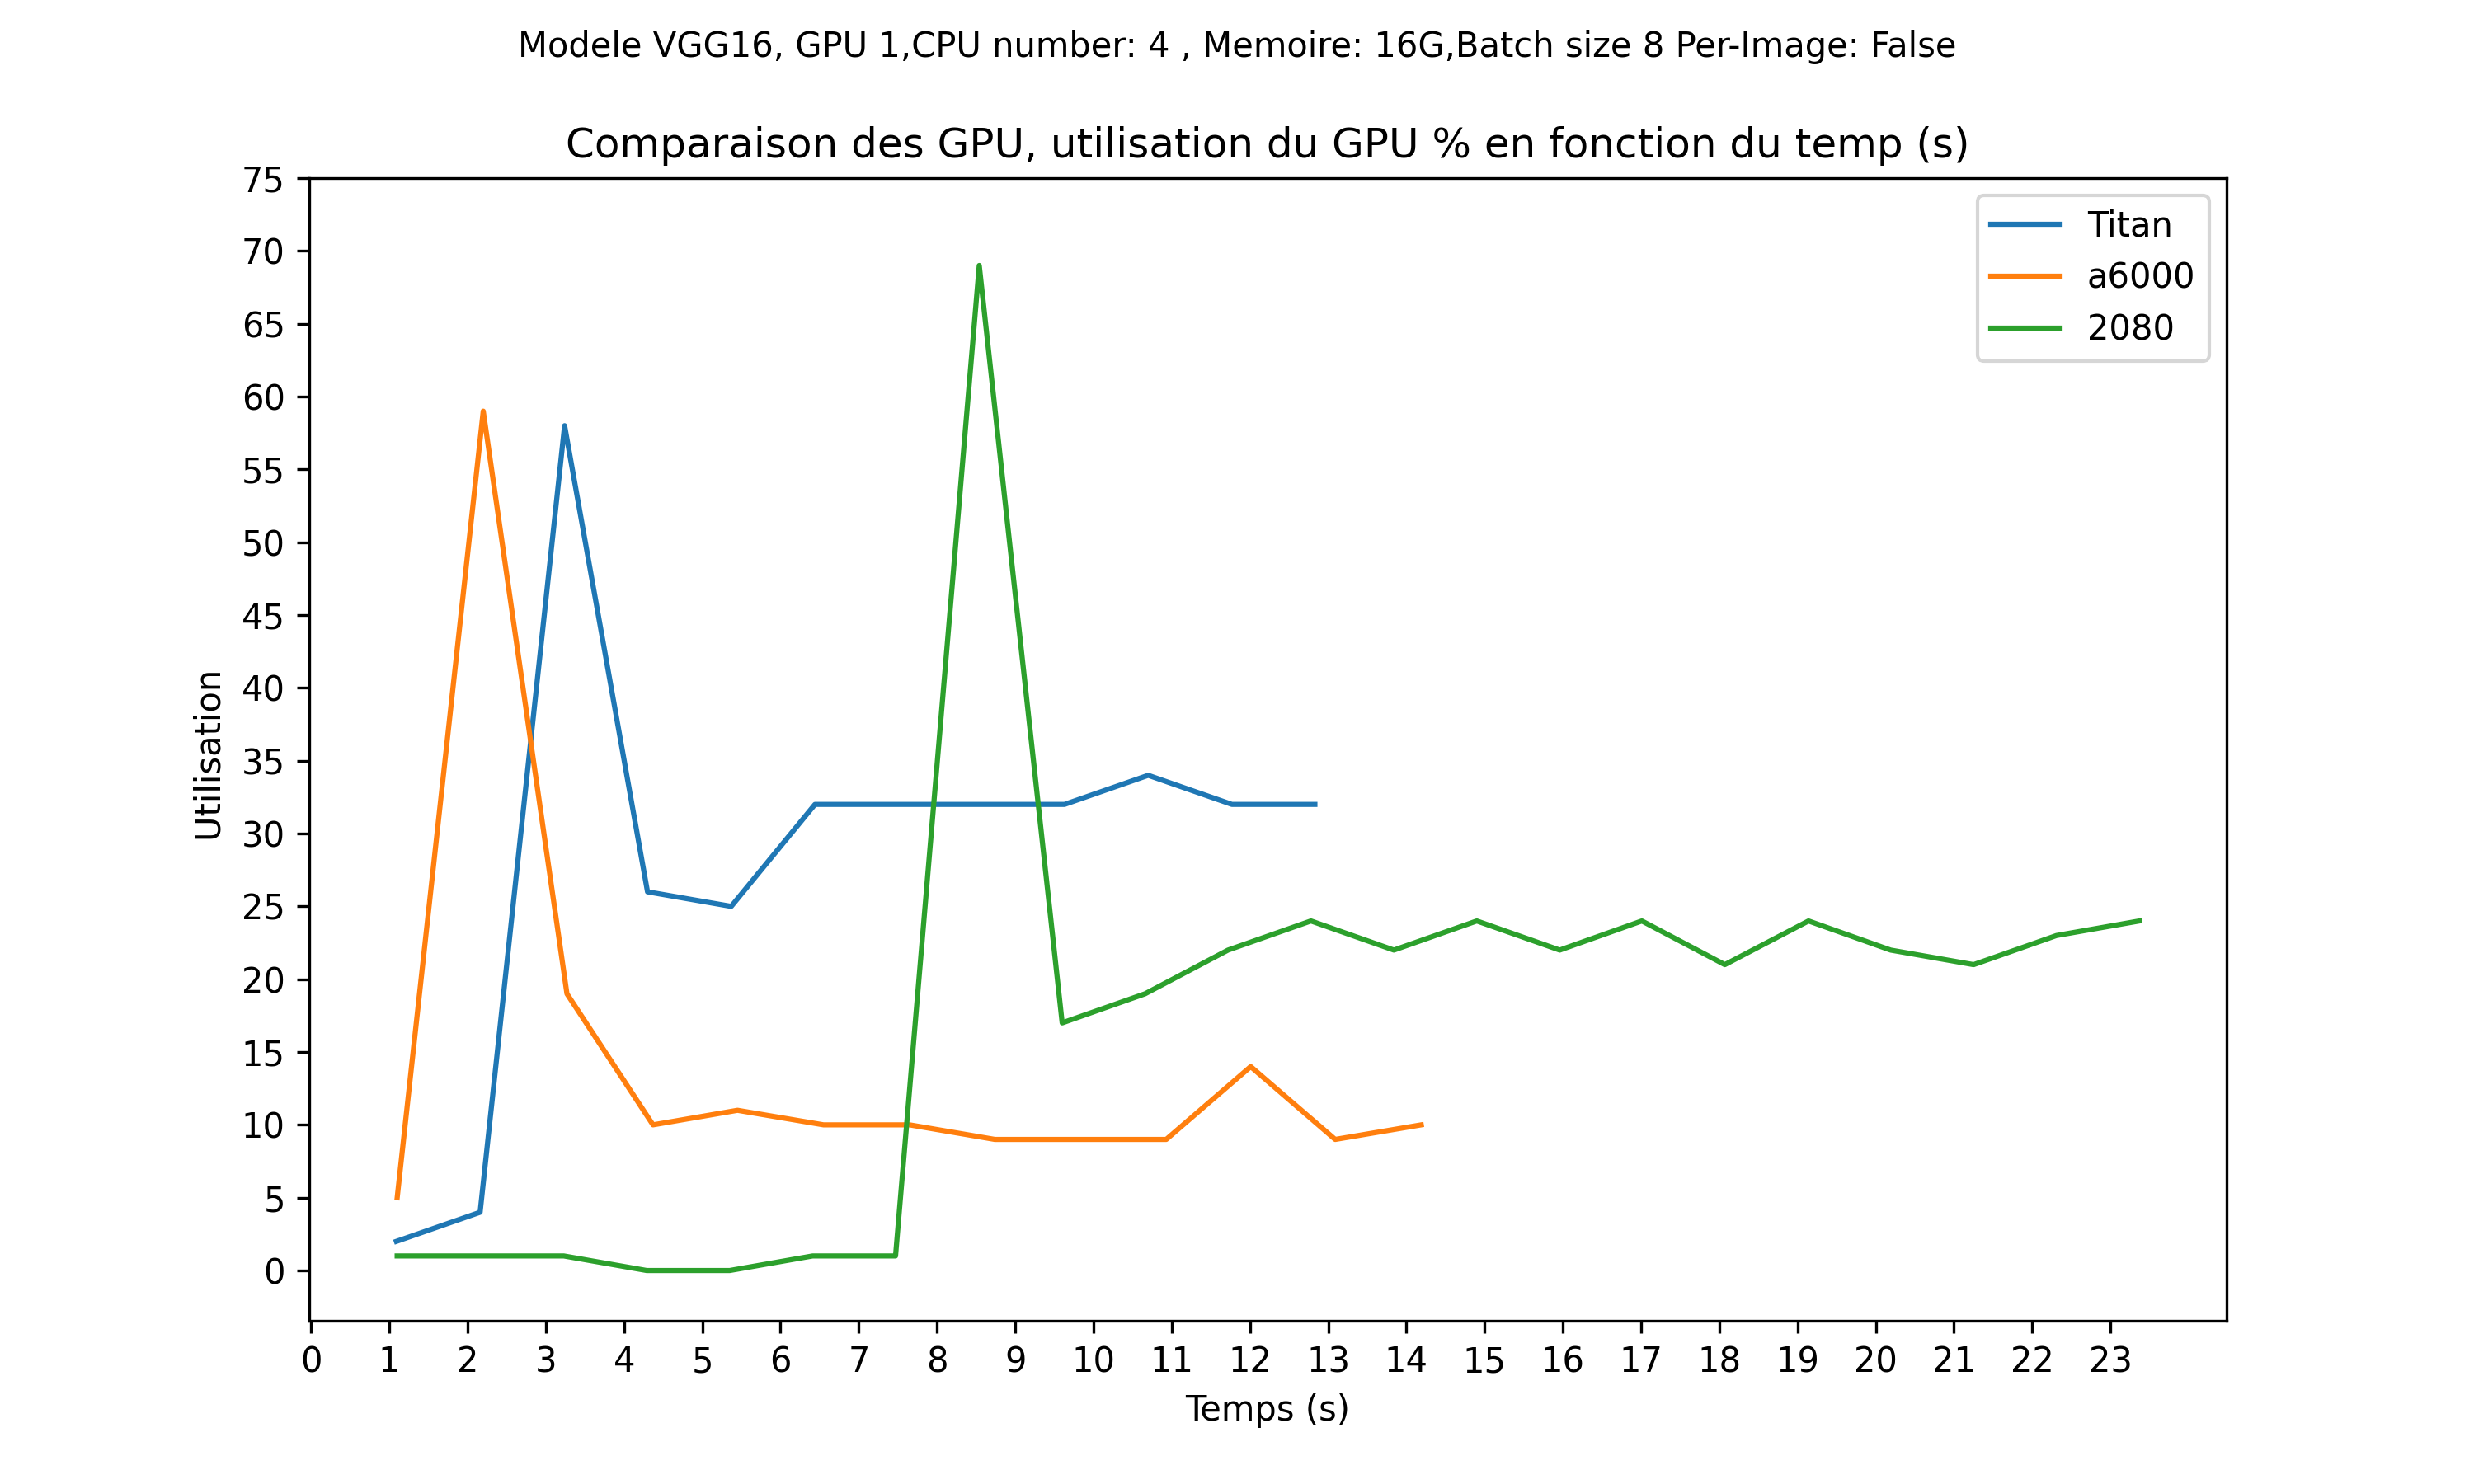 Modele VGG16, GPU 1,CPU number: 4 , Memoire: 16G,Batch size 8 Per-Image: False
Comparaison des GPU, utilisation du GPU % en fonction du temp (s)
75
70
65
60
55
50
45
40
35
30
25
20
15
10
5
0
Utilisation
Titan
a6000
2080
0 1 2 3 4 5 6 7 8 9 10 11 12 13 14 15 16 17 18 19 20 21 22 23
Temps (s)